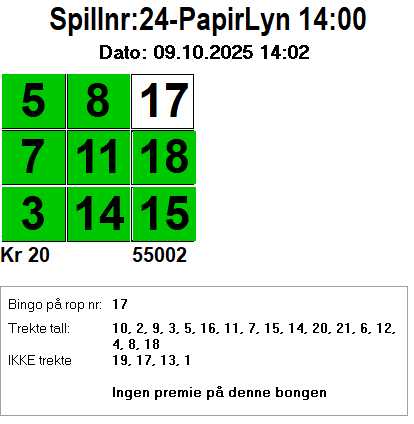 Spillnr:24-PapirLyn 14:00
Dato: 09.10.2025 14:02
5 8 17
7 11 18
3 14 15
Kr 20 55002
Bingo på rop nr: 17
Trekte tall: 10, 2, 9, 3, 5, 16, 11, 7, 15, 14, 20, 21, 6, 12,
4, 8, 18
IKKE trekte 19, 17, 13, 1
Ingen premie på denne bongen